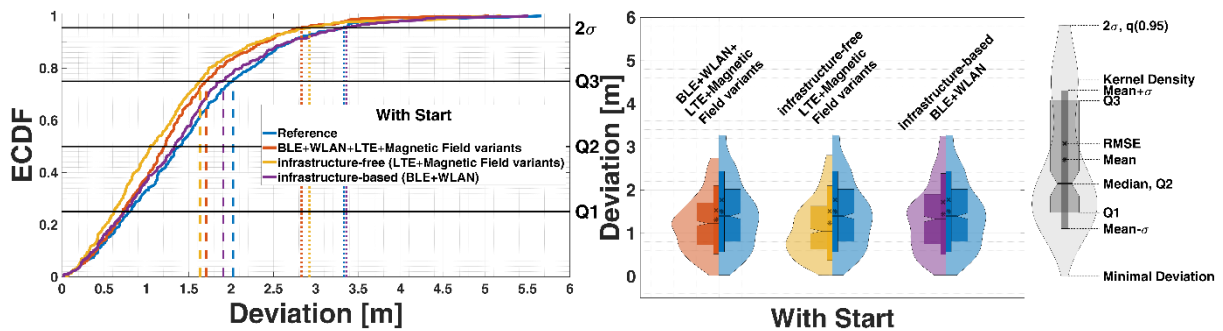 ECDF
1
0.8
0.6
0.4
0.2
0
0
0.5
1
1.5
2
2.5
3
3.5
4
4.5
5
5.5
6
Deviation [m]
2σ
Q3
Q2
Q1
With Start
Reference
BLE+WLAN+LTE+Magnetic Field variants
infrastructure-free (LTE+Magnetic Field variants)
infrastructure-based (BLE+WLAN)
Deviation [m]
6
5
4
3
2
1
0
BLE+WLAN+
LTE+Magnetic
Field variants
infrastructure-free
LTE+Magnetic
Field variants
infrastructure-based
BLE+WLAN
With Start
2σ, q(0.95)
Kernel Density
Mean+σ
Q3
RMSE
Mean
Median, Q2
Q1
Mean-σ
Minimal Deviation